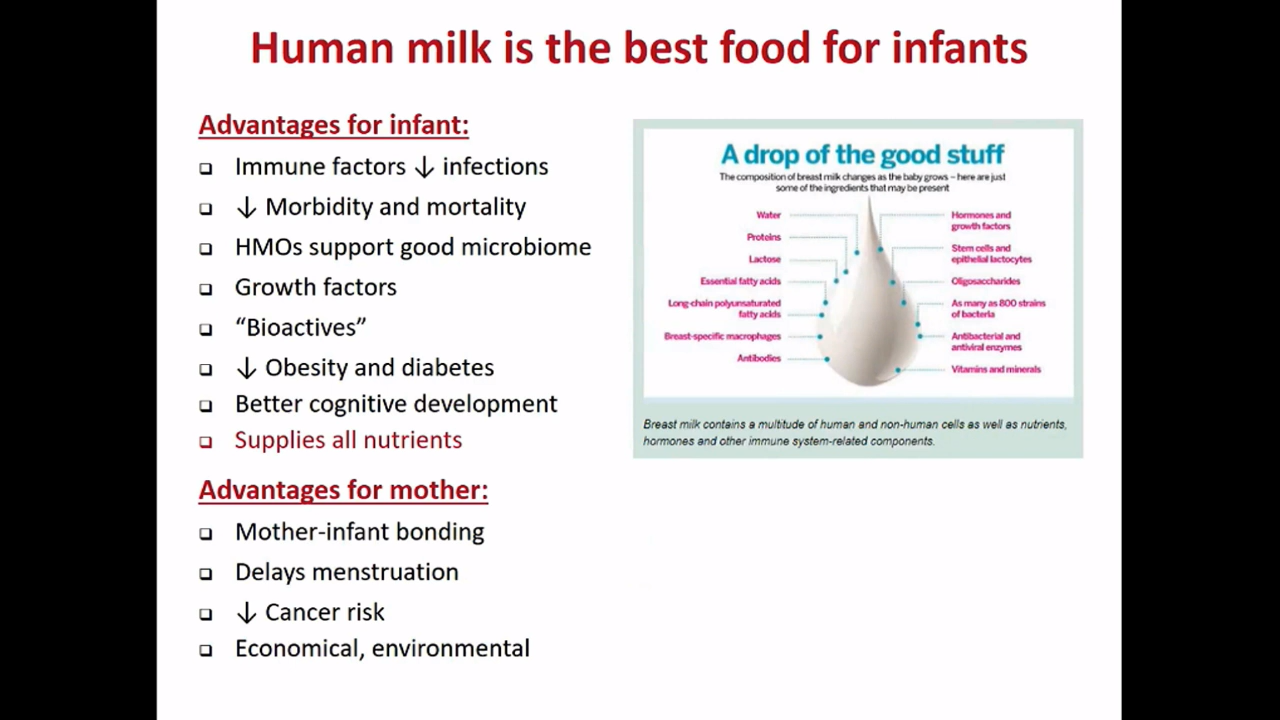 Human milk is the best food for infants
Advantages for infant:
Immune factors ↓ infections
↓ Morbidity and mortality
HMOs support good microbiome
Growth factors
“Bioactives”
↓ Obesity and diabetes
Better cognitive development
Supplies all nutrients
Advantages for mother:
Mother-infant bonding
Delays menstruation
↓ Cancer risk
Economical, environmental
A drop of the good stuff
The composition of breast milk changes as the baby grows – here are just
some of the ingredients that may be present
Water
Proteins
Lactose
Essential fatty acids
Long-chain polyunsaturated
fatty acids
Breast-specific macrophages
Antibodies
Hormones and
growth factors
Stem cells and
epithelial lactocytes
Oligosaccharides
As many as 800 strains
of bacteria
Antibacterial and
antiviral enzymes
Vitamins and minerals
Breast milk contains a multitude of human and non-human cells as well as nutrients,
hormones and other immune system-related components.